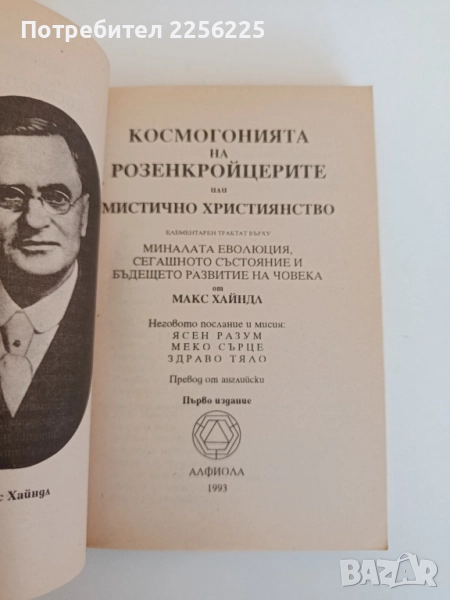 Потребител 2256225
КОСМОГОНИЯТА
НА
РОЗЕНКРОЙЦЕРИТЕ
или
МИСТИЧНО ХРИСТИЯНСТВО
ЕЛЕМЕНТАРЕН ТРАКТАТ ВЪРХУ
МИНАЛАТА ЕВОЛЮЦИЯ,
СЕГАШНОТО СЪСТОЯНИЕ И
БЪДЕЩЕТО РАЗВИТИЕ НА ЧОВЕКА
от
МАКС ХАЙНДЛ
Неговото послание и мисия:
ЯСЕН РАЗУМ
МЕКО СЪРЦЕ
ЗДРАВО ТЯЛО
Превод от английски
Първо издание
АЛФИОЛА
1993
с Хайндл
BAZAR